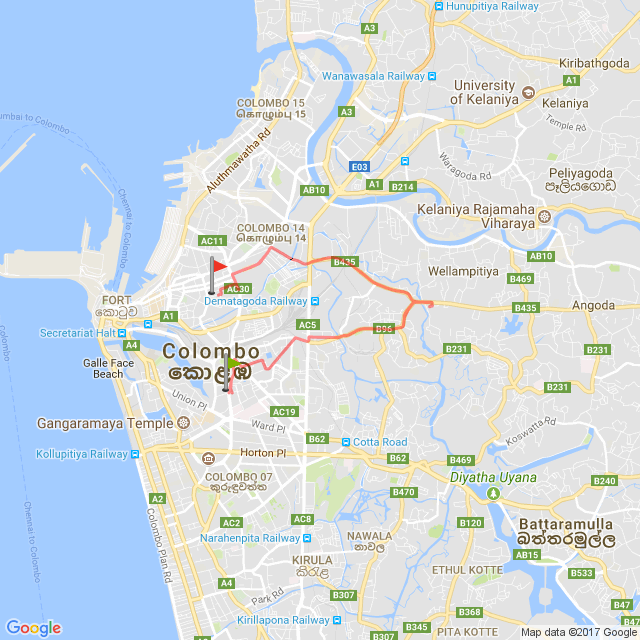 Hunupitiya Railway
A3
Kiribathgoda
Wanawasala Railway
A1
University
of Kelaniya
Kelaniya
COLOMBO 15
கொழும்பு 15
A3
Temple Rd
Mumbai to Colombo
Aluthmawatha Rd
E03
Waragoda Rd
Peliyagoda
පෑලියගොඩ
A1
B214
AB10
Colombo to Chennai
Kelaniya Rajamaha
Viharaya
COLOMBO 14
கொழும்பு 14
AC11
AB10
B435
Wellampitiya
B469
AC30
FORT
කොටුව
Dematagoda Railway
B435
Angoda
A1
Secretariat Halt
AC5
B96
A4
Colombo
කොළඹ
B231
B231
Galle Face
Beach
Union Pl
AC19
Gangaramaya Temple
Ward Pl
B62
Cotta Road
Koswatta Rd
Kollupitiya Railway
Horton Pl
B62
B469
COLOMBO 07
කුරුඳුවත්ත
Diyatha Uyana
B240
B470
A2
AC2
AC8
B120
Battaramulla
බත්තරමුල්ල
Chennai to Colombo
Colombo Plan Rd
Narahenpita Railway
NAWALA
නාවල
AB15
KIRULA
කිරුළ
ETHUL KOTTE
B533
A4
Park Rd
B307
B368
B47
Kirillapona Railway
B307
PITA KOTTE
B47
Google
Map data ©2017 Google